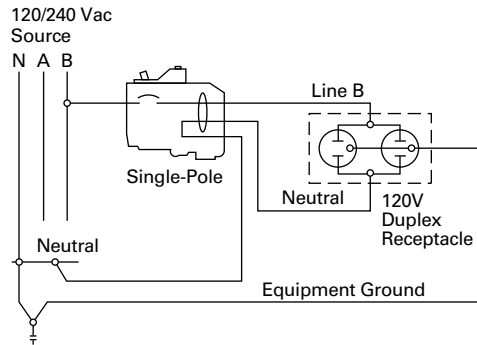 120/240 Vac
Source
N A B
Line B
Single-Pole
Neutral
120V
Duplex
Receptacle
Neutral
Equipment Ground